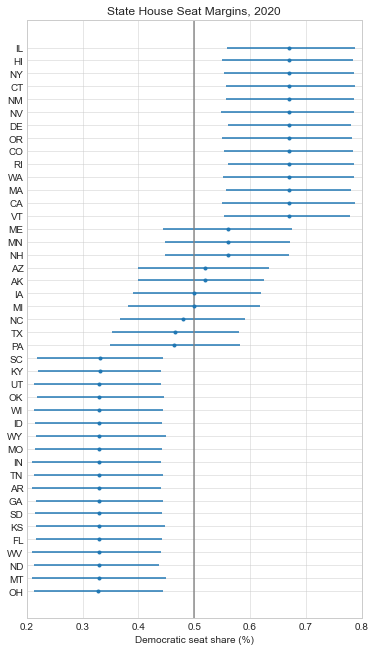 State House Seat Margins, 2020
IL
HI
NY
CT
NM
NV
DE
OR
CO
RI
WA
MA
CA
VT
ME
MN
NH
AZ
AK
IA
MI
NC
TX
PA
SC
KY
UT
OK
WI
ID
WY
MO
IN
TN
AR
GA
SD
KS
FL
WV
ND
MT
OH
0.2 0.3 0.4 0.5 0.6 0.7 0.8
Democratic seat share (%)